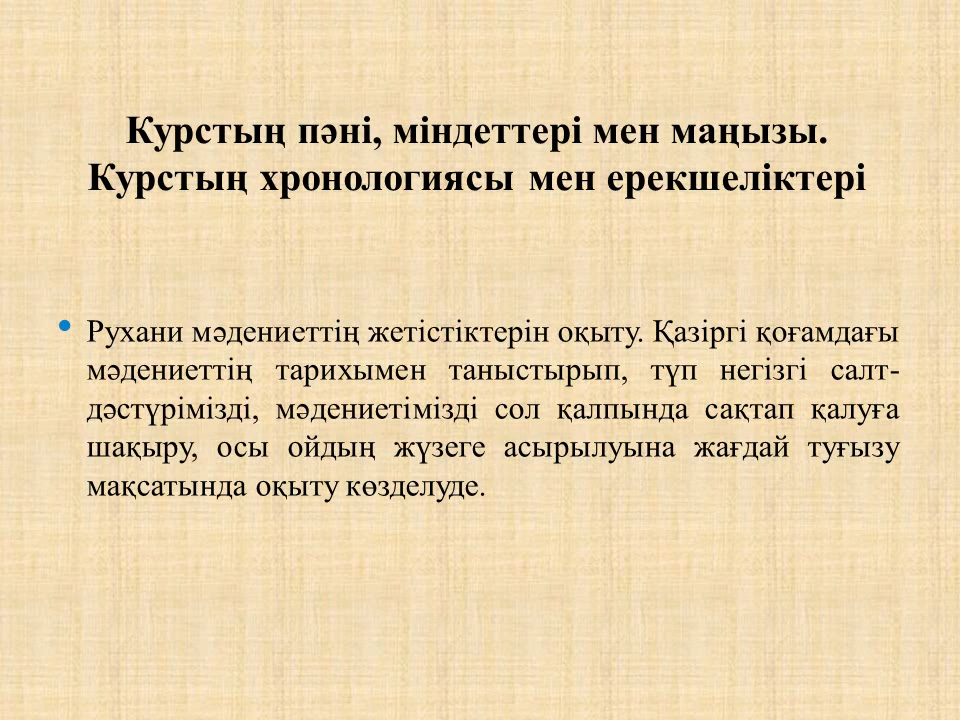 Курстың пәні, міндеттері мен маңызы.
Курстың хронологиясы мен ерекшеліктері
• Рухани мәдениеттің жетістіктерін оқыту. Қазіргі қоғамдағы
мәдениеттің тарихымен таныстырып, түп негізгі салт-
дәстүрімізді, мәдениетімізді сол қалпында сақтап қалуға
шақыру, осы ойдың жүзеге асырылуына жағдай туғызу
мақсатында оқыту көзделуде.